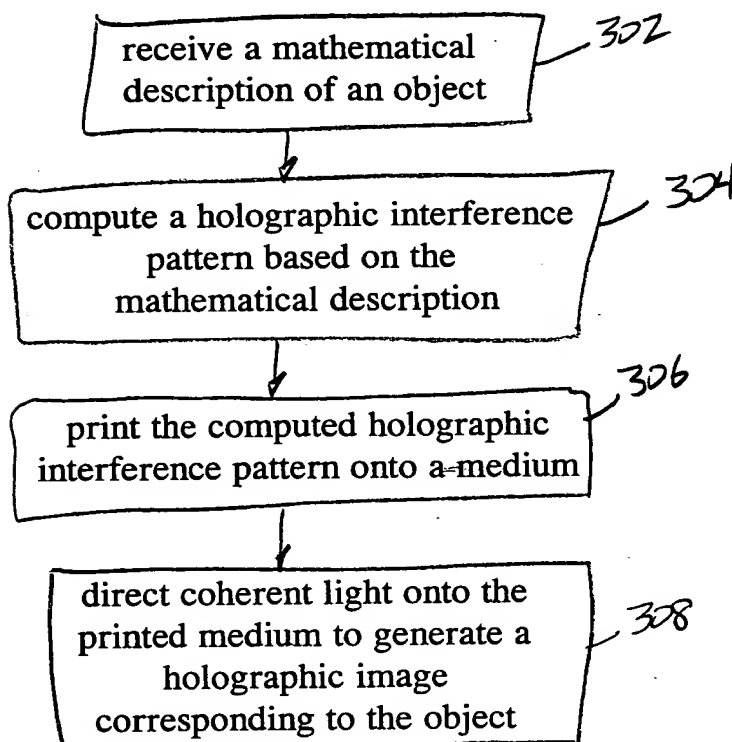 receive a mathematical
description of an object
302
compute a holographic interference
pattern based on the
mathematical description
304
print the computed holographic
interference pattern onto a medium
306
direct coherent light onto the
printed medium to generate a
holographic image
corresponding to the object
308